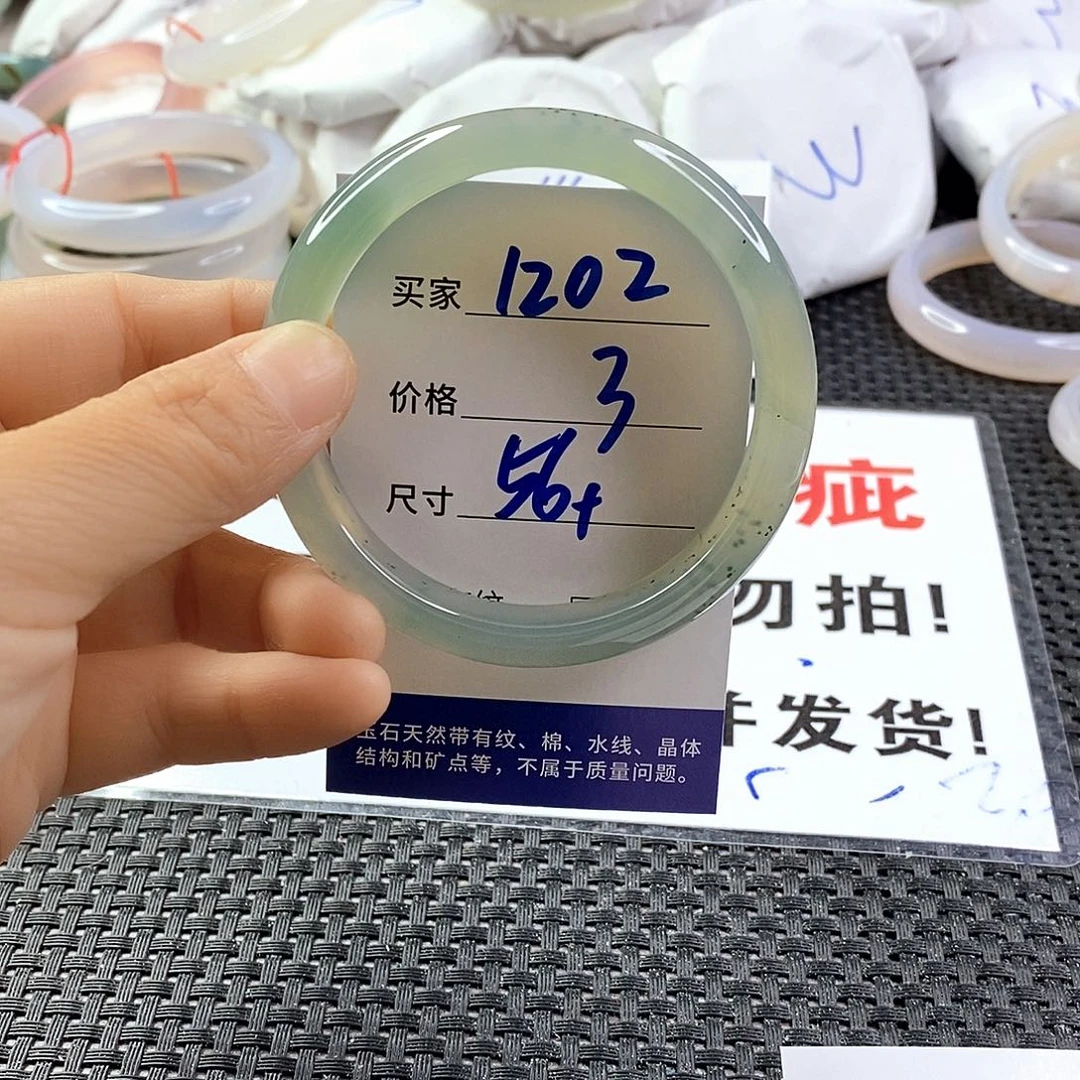 买家 1202
价格 3
尺寸 56+
玉石天然带有纹、棉、水线、晶体
结构和矿点等，不属于质量问题。
疵
勿拍！
并发货！